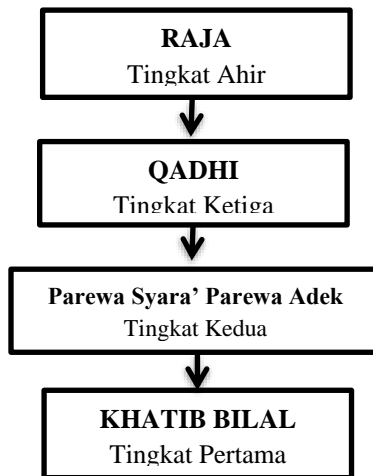 RAJA
Tingkat Ahir
QADHI
Tingkat Ketiga
Parewa Syara’ Parewa Adek
Tingkat Kedua
KHATIB BILAL
Tingkat Pertama